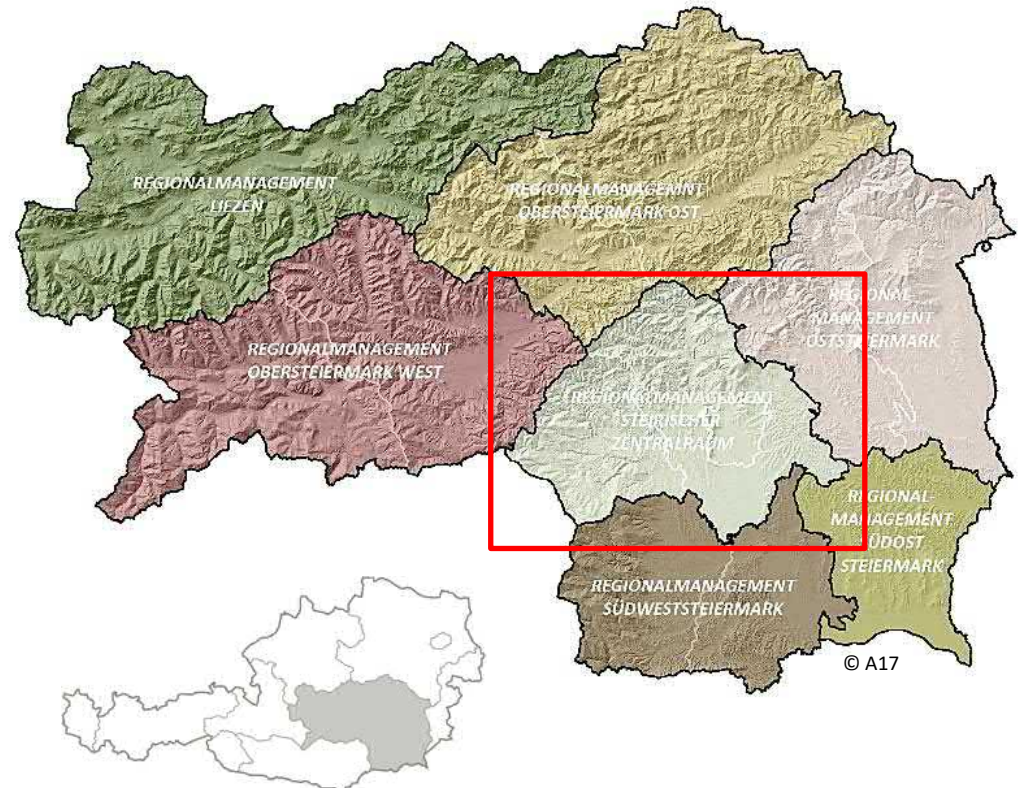 REGIONALMANAGEMENT
LIEZEN
REGIONALMANAGEMNT
OBERSTEIERMARK OST
REGIONAL-
MANAGEMENT
OSTSTEIERMARK
REGIONALMANAGEMENT
OBERSTEIERMARK WEST
REGIONALMANAGEMENT
STEIRISCHER
ZENTRALRAUM
REGIONAL-
MANAGEMENT
SÜDOST
STEIERMARK
REGIONALMANAGEMENT
SÜDWESTSTEIERMARK
© A17